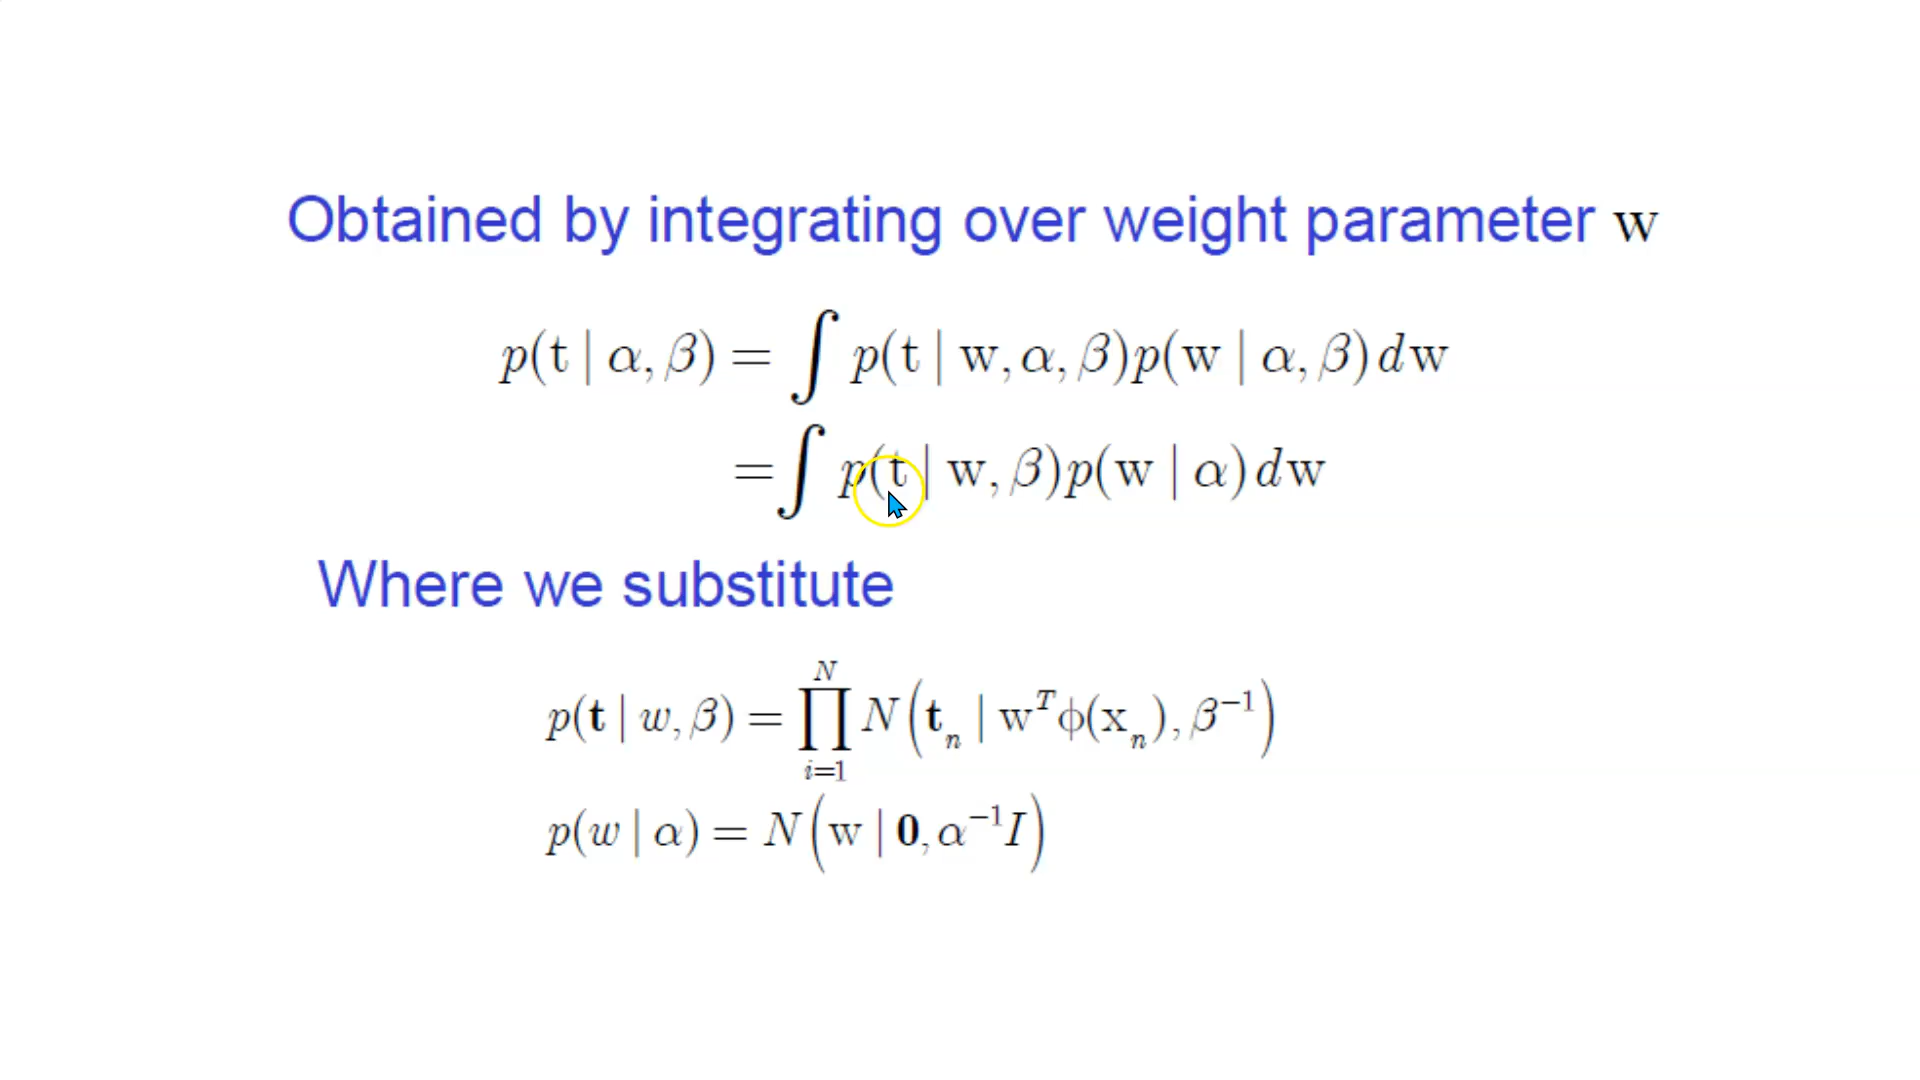 Obtained by integrating over weight parameter w
p(t | α, β) = ∫ p(t | w, α, β)p(w | α, β) dw
= ∫ p(t | w, β)p(w | α) dw
Where we substitute
p(𝐭 | w, β) = ∏_{i=1}^{N} N(𝐭_n | w^T ϕ(x_n), β^{−1})
p(w | α) = N(w | 𝟎, α^{−1}I)